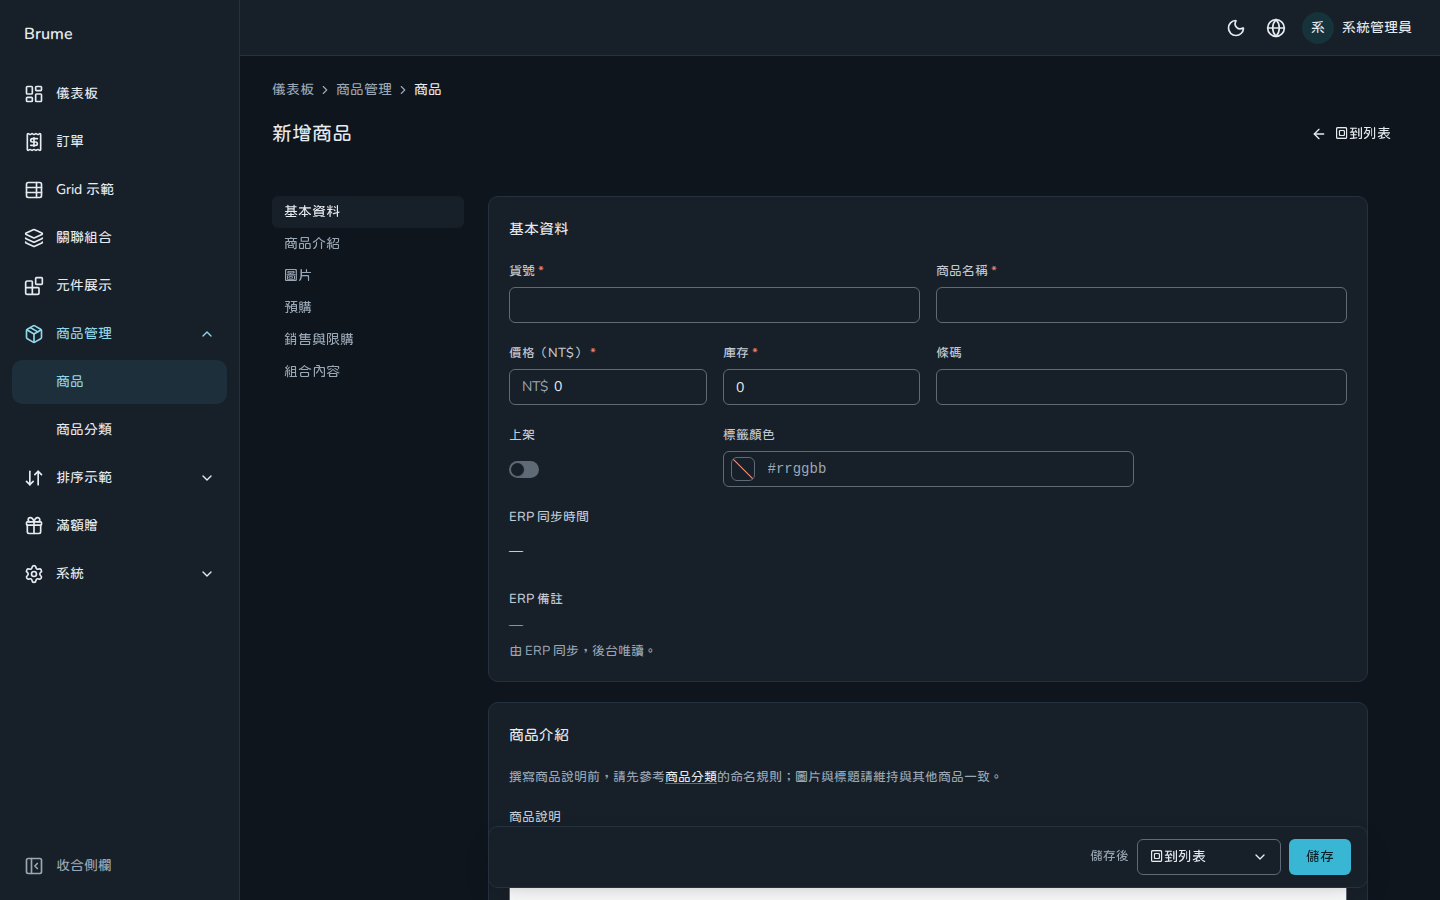 Brume
系 系統管理員
儀表板
訂單
Grid 示範
關聯組合
元件展示
商品管理
商品
商品分類
排序示範
滿額贈
系統
收合側欄
儀表板 > 商品管理 > 商品
新增商品
← 回到列表
基本資料
商品介紹
圖片
預購
銷售與限購
組合內容
基本資料
貨號 *
商品名稱 *
價格（NT$） *
庫存 *
條碼
NT$ 0
0
上架
標籤顏色
#rrggbb
ERP 同步時間
—
ERP 備註
—
由 ERP 同步，後台唯讀。
商品介紹
撰寫商品說明前，請先參考商品分類的命名規則；圖片與標題請維持與其他商品一致。
商品說明
儲存後 回到列表 儲存